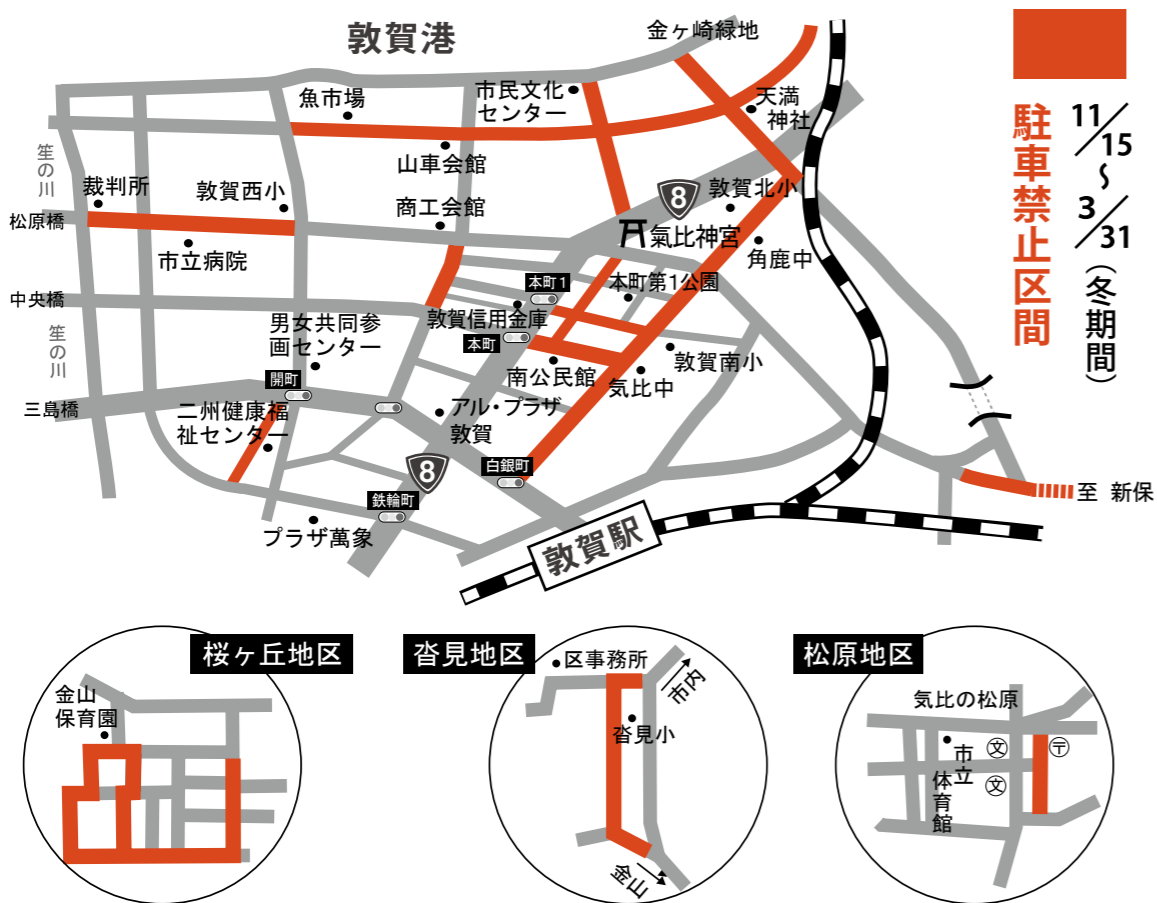 敦賀港
金ヶ崎緑地
魚市場
市民文化
センター
天満
神社
山車会館
笙の川
裁判所
敦賀西小
商工会館
8
敦賀北小
松原橋
市立病院
氣比神宮
角鹿中
本町1
本町第1公園
中央橋
敦賀信用金庫
本町
男女共同参
画センター
笙の川
南公民館
敦賀南小
気比中
開町
三島橋
二州健康福
祉センター
アル・プラザ
敦賀
8
白銀町
鉄輪町
プラザ萬象
敦賀駅
至 新保
駐車禁止区間
11/15
〜
3/31
(冬期間)
桜ヶ丘地区
金山
保育園
沓見地区
区事務所
市内
沓見小
金山
松原地区
気比の松原
市立
体育館
文
文
〒